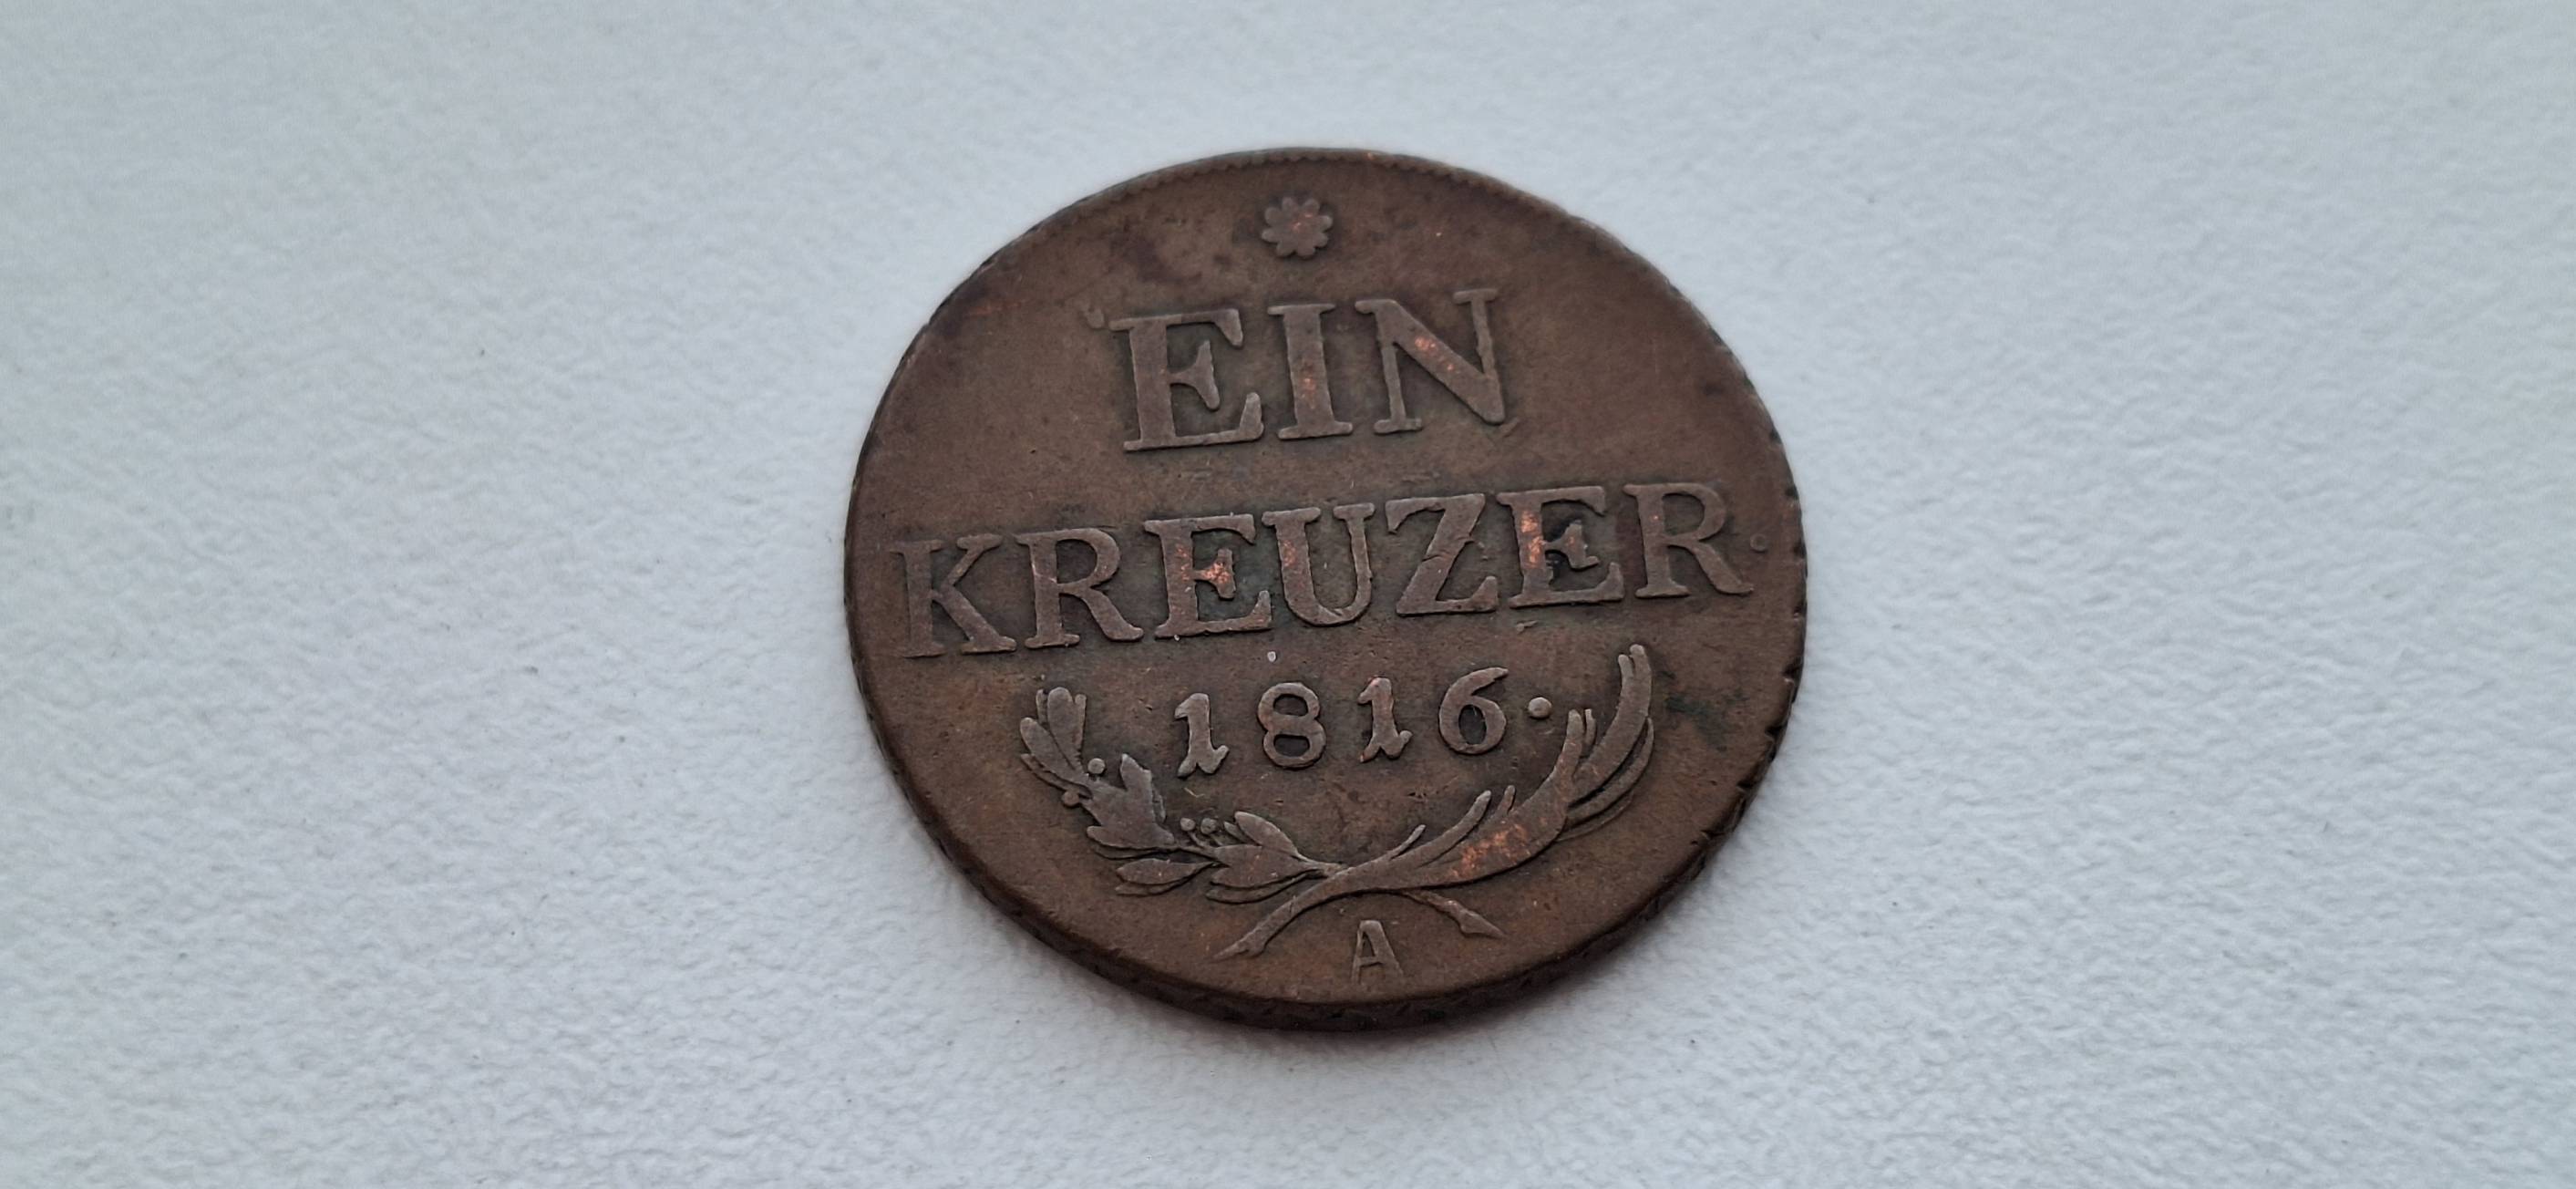 EIN
KREUZER.
1816.
A